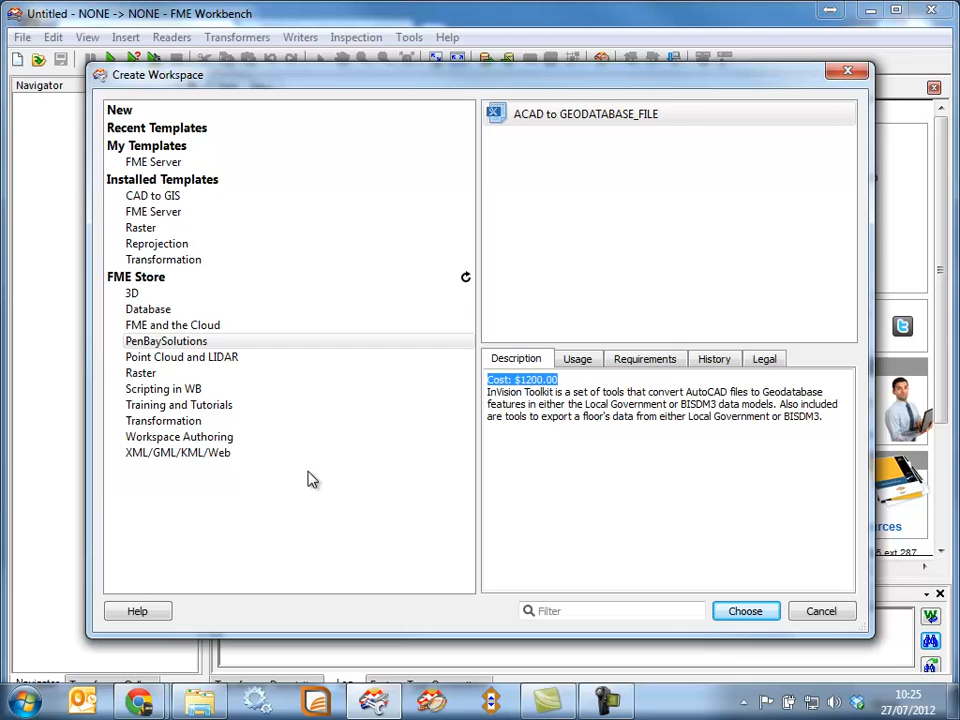 Untitled - NONE -> NONE - FME Workbench
File Edit View Insert Readers Transformers Writers Inspection Tools Help
Navigator
Create Workspace
New
Recent Templates
My Templates
FME Server
Installed Templates
CAD to GIS
FME Server
Raster
Reprojection
Transformation
FME Store
3D
Database
FME and the Cloud
PenBaySolutions
Point Cloud and LIDAR
Raster
Scripting in WB
Training and Tutorials
Transformation
Workspace Authoring
XML/GML/KML/Web
ACAD to GEODATABASE_FILE
Description Usage Requirements History Legal
Cost: $1200.00
InVision Toolkit is a set of tools that convert AutoCAD files to Geodatabase
features in either the Local Government or BISDM3 data models. Also included
are tools to export a floor's data from either Local Government or BISDM3.
Help
Filter
Choose
Cancel
ext 287
10:25
27/07/2012